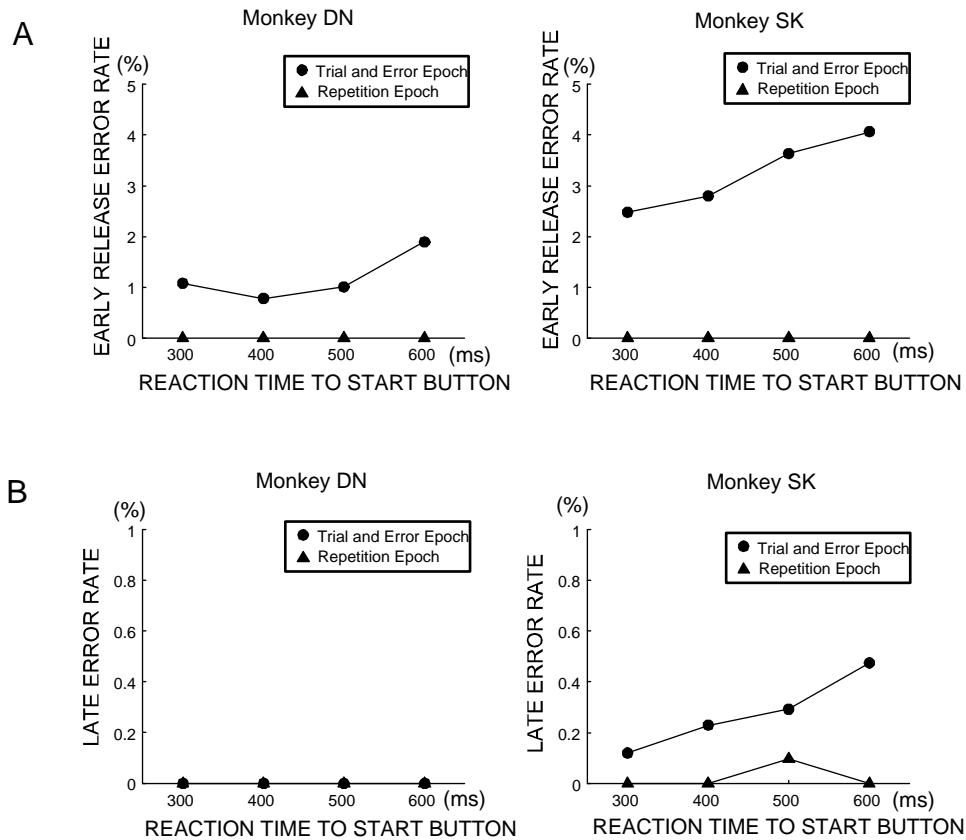 A
Monkey DN
EARLY RELEASE ERROR RATE
(%)
Trial and Error Epoch
Repetition Epoch
5
4
3
2
1
0
300 400 500 600 (ms)
REACTION TIME TO START BUTTON
Monkey SK
EARLY RELEASE ERROR RATE
(%)
Trial and Error Epoch
Repetition Epoch
5
4
3
2
1
0
300 400 500 600 (ms)
REACTION TIME TO START BUTTON
B
Monkey DN
LATE ERROR RATE
(%)
Trial and Error Epoch
Repetition Epoch
1
0.8
0.6
0.4
0.2
0
300 400 500 600 (ms)
REACTION TIME TO START BUTTON
Monkey SK
LATE ERROR RATE
(%)
Trial and Error Epoch
Repetition Epoch
1
0.8
0.6
0.4
0.2
0
300 400 500 600 (ms)
REACTION TIME TO START BUTTON